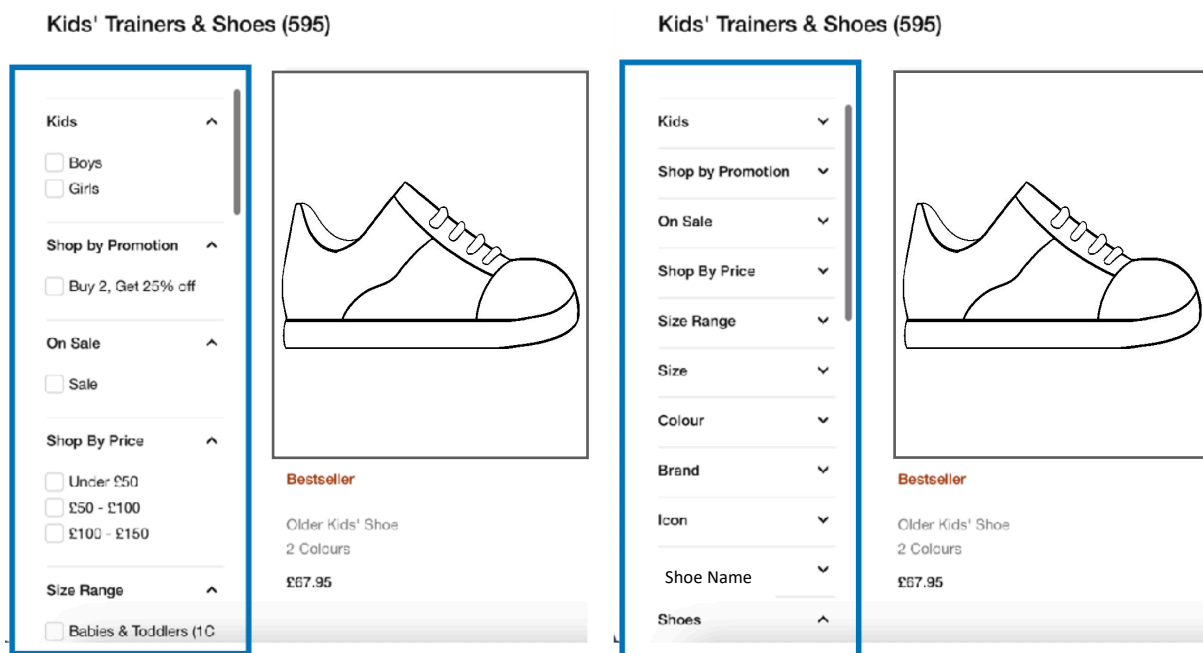 Kids' Trainers & Shoes (595)
Kids
Boys
Girls
Shop by Promotion
Buy 2, Get 25% off
On Sale
Sale
Shop By Price
Under £50
£50 - £100
£100 - £150
Size Range
Babies & Toddlers (1C
Bestseller
Older Kids' Shoe
2 Colours
£67.95
Kids' Trainers & Shoes (595)
Kids
Shop by Promotion
On Sale
Shop By Price
Size Range
Size
Colour
Brand
Icon
Shoe Name
Shoes
Bestseller
Older Kids' Shoe
2 Colours
£67.95